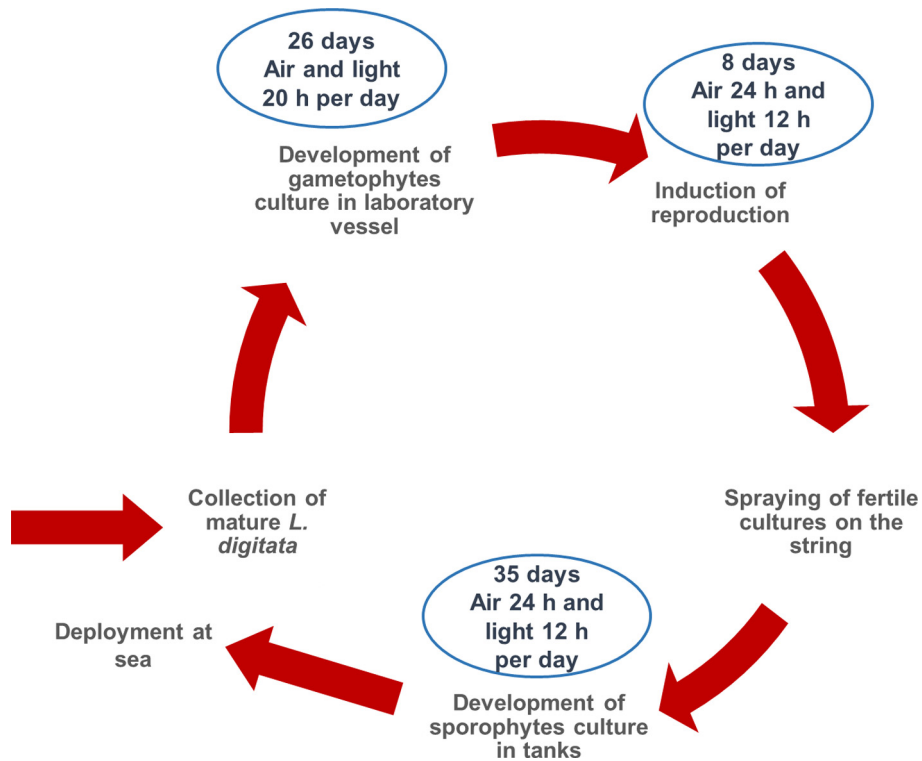 26 days
Air and light
20 h per day
Development of
gametophytes
culture in laboratory
vessel
8 days
Air 24 h and
light 12 h
per day
Induction of
reproduction
Spraying of fertile
cultures on the
string
35 days
Air 24 h and
light 12 h
per day
Development of
sporophytes culture
in tanks
Deployment at
sea
Collection of
mature L.
digitata